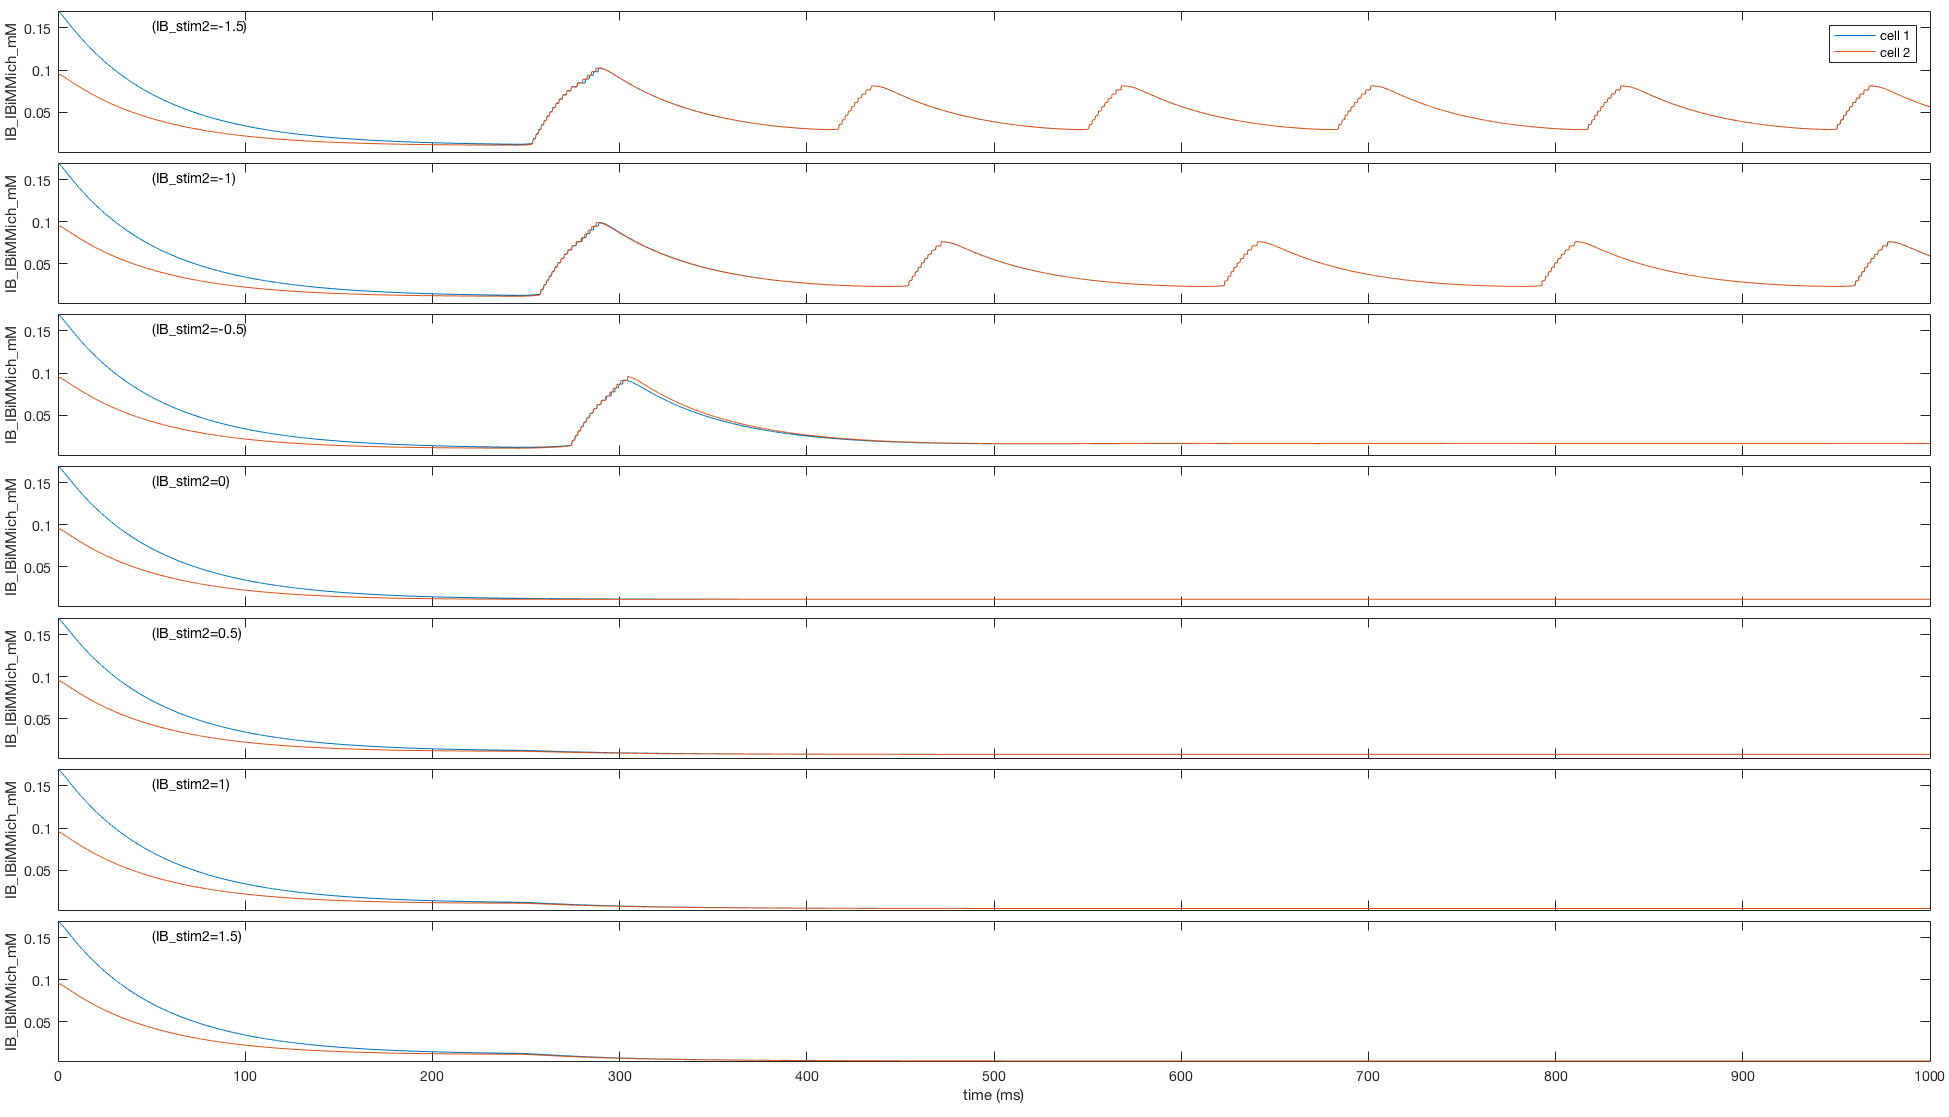 IB_IBiMMich_mM
0.15
0.1
0.05
(IB_stim2=-1.5)
cell 1
cell 2
IB_IBiMMich_mM
0.15
0.1
0.05
(IB_stim2=-1)
IB_IBiMMich_mM
0.15
0.1
0.05
(IB_stim2=-0.5)
IB_IBiMMich_mM
0.15
0.1
0.05
(IB_stim2=0)
IB_IBiMMich_mM
0.15
0.1
0.05
(IB_stim2=0.5)
IB_IBiMMich_mM
0.15
0.1
0.05
(IB_stim2=1)
IB_IBiMMich_mM
0.15
0.1
0.05
(IB_stim2=1.5)
0 100 200 300 400 500 600 700 800 900 1000
time (ms)